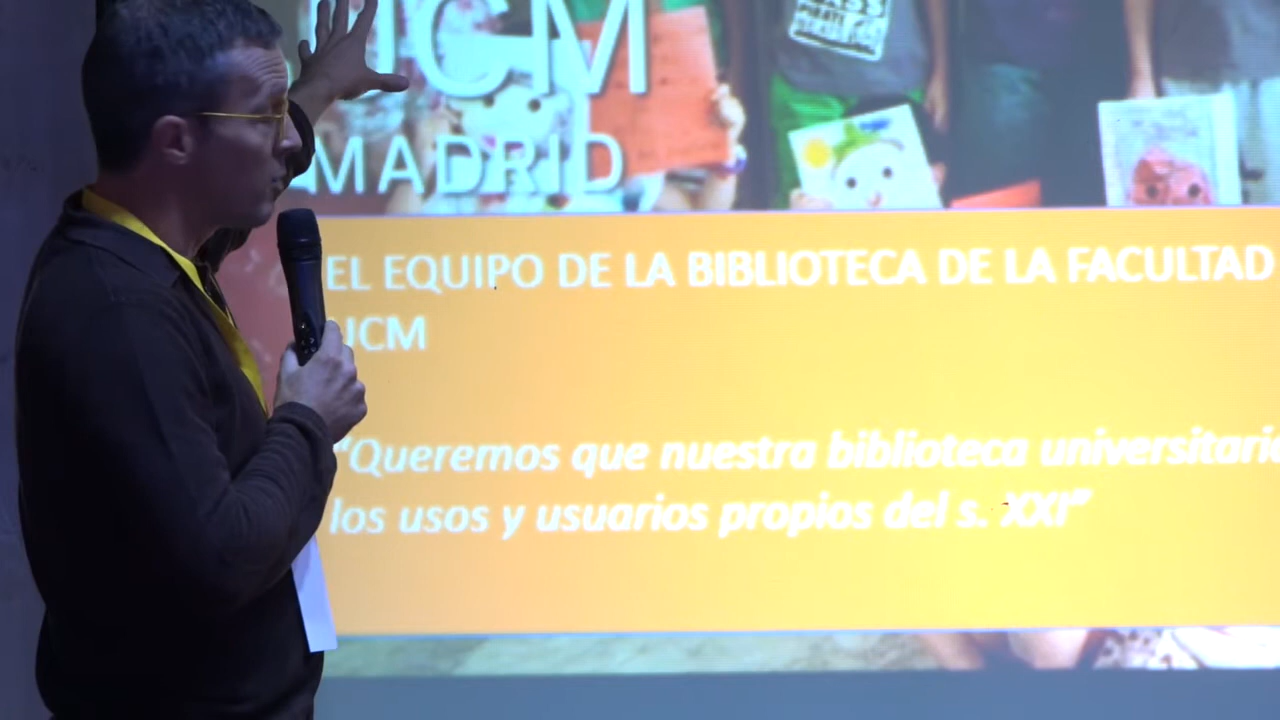 UCM
MADRID
EL EQUIPO DE LA BIBLIOTECA DE LA FACULTAD
UCM
"Queremos que nuestra biblioteca universitari
los usos y usuarios propios del s. XXI"